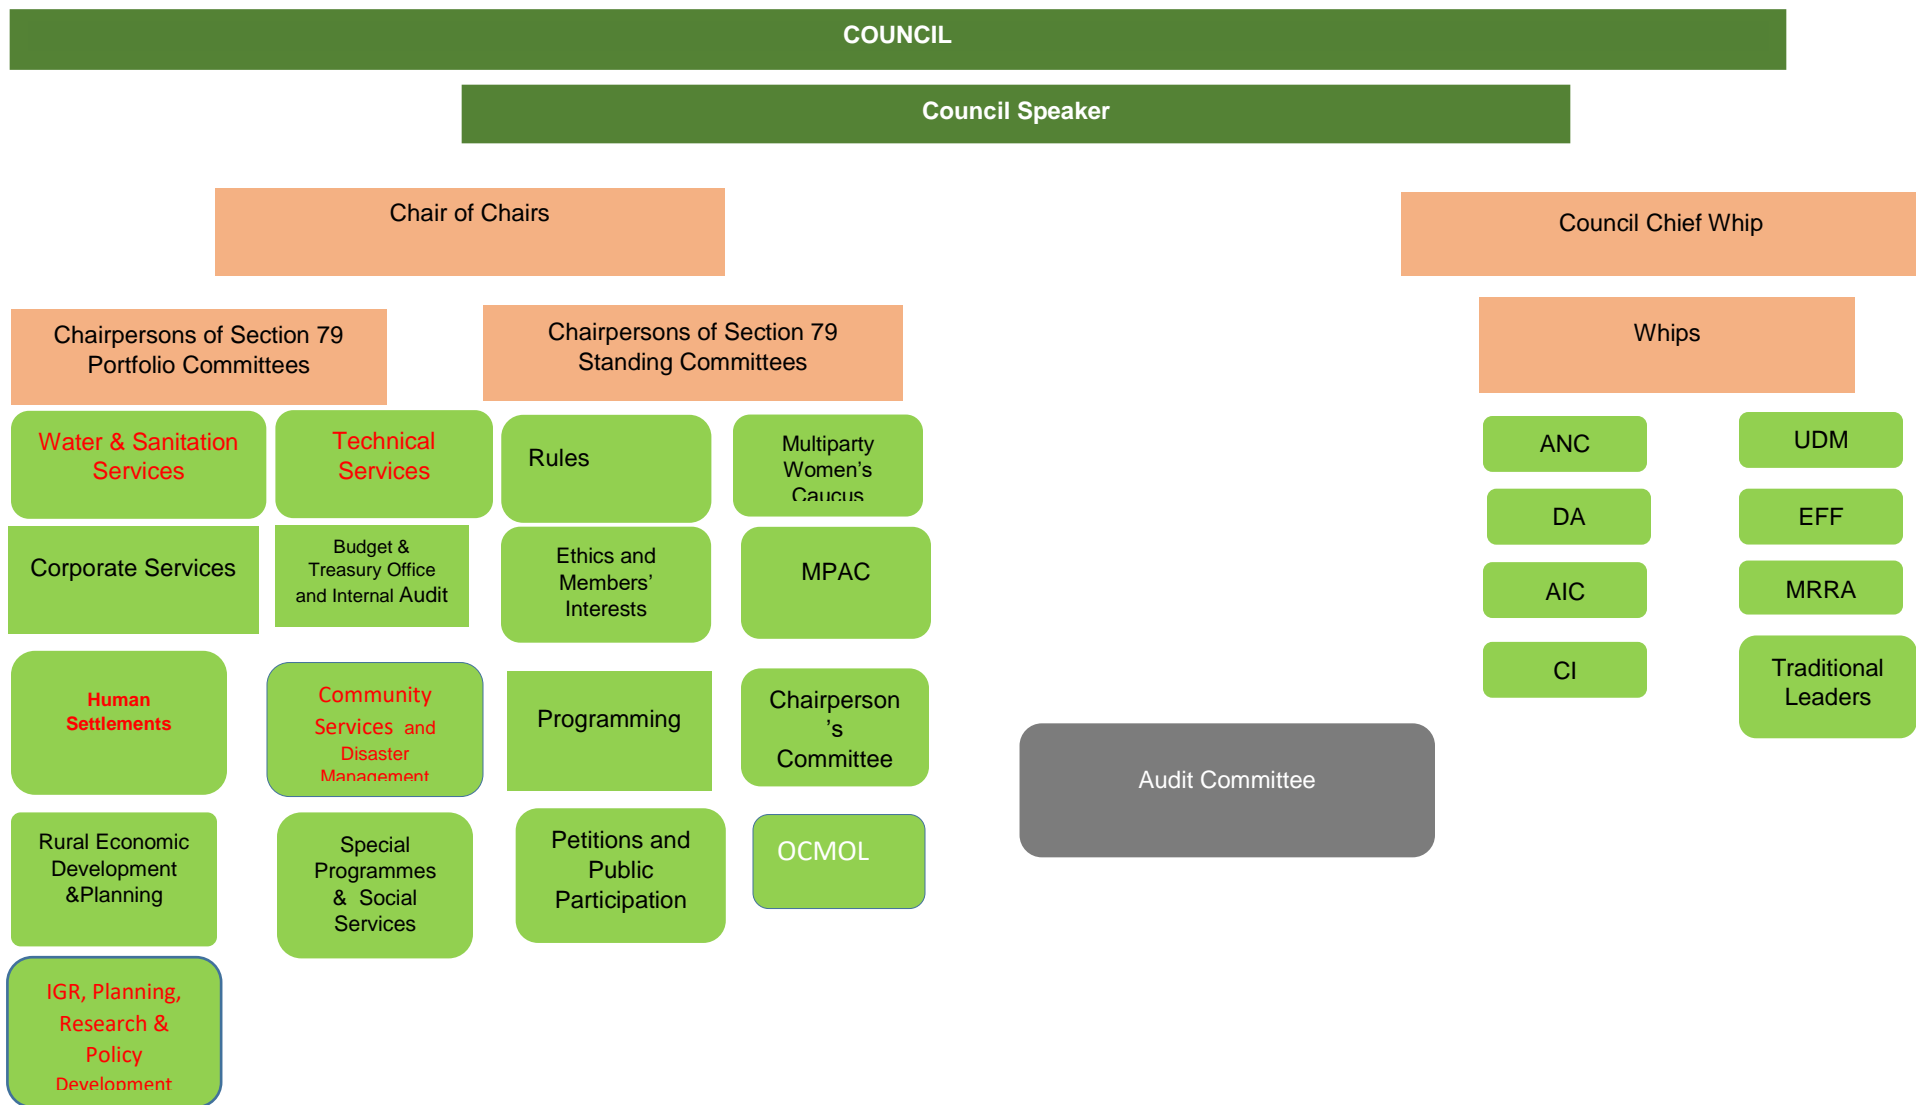 COUNCIL
Council Speaker
Chair of Chairs
Council Chief Whip
Chairpersons of Section 79
Portfolio Committees
Chairpersons of Section 79
Standing Committees
Whips
Water & Sanitation
Services
Technical
Services
Rules
Multiparty
Women’s
Caucus
ANC
UDM
Corporate Services
Budget &
Treasury Office
and Internal Audit
Ethics and
Members’
Interests
MPAC
DA
EFF
AIC
MRRA
Human
Settlements
Community
Services and
Disaster
Management
Programming
Chairperson
’s
Committee
CI
Traditional
Leaders
Audit Committee
Rural Economic
Development
&Planning
Special
Programmes
& Social
Services
Petitions and
Public
Participation
OCMOL
IGR, Planning,
Research &
Policy
Development